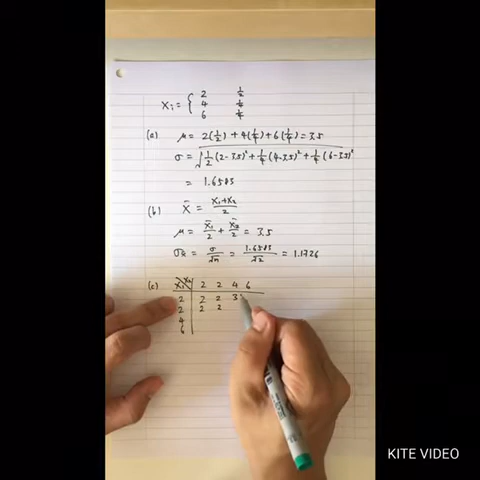 Xi = { 2 1/2
4 1/4
6 1/4
(a) μ = 2(1/2) + 4(1/4) + 6(1/4) = 3.5
σ = √1/2 (2-3.5)² + 1/4 (4-3.5)² + 1/4 (6-3.5)²
= 1.6583
(b) X̄ = X1+X2/2
μ = X̄1/2 + X̄2/2 = 3.5
σx̄ = σ/√n = 1.6583/√2 = 1.1726
(c) X1\X2 2 2 4 6
2 2 2 3
2 2 2
4
6
KITE VIDEO